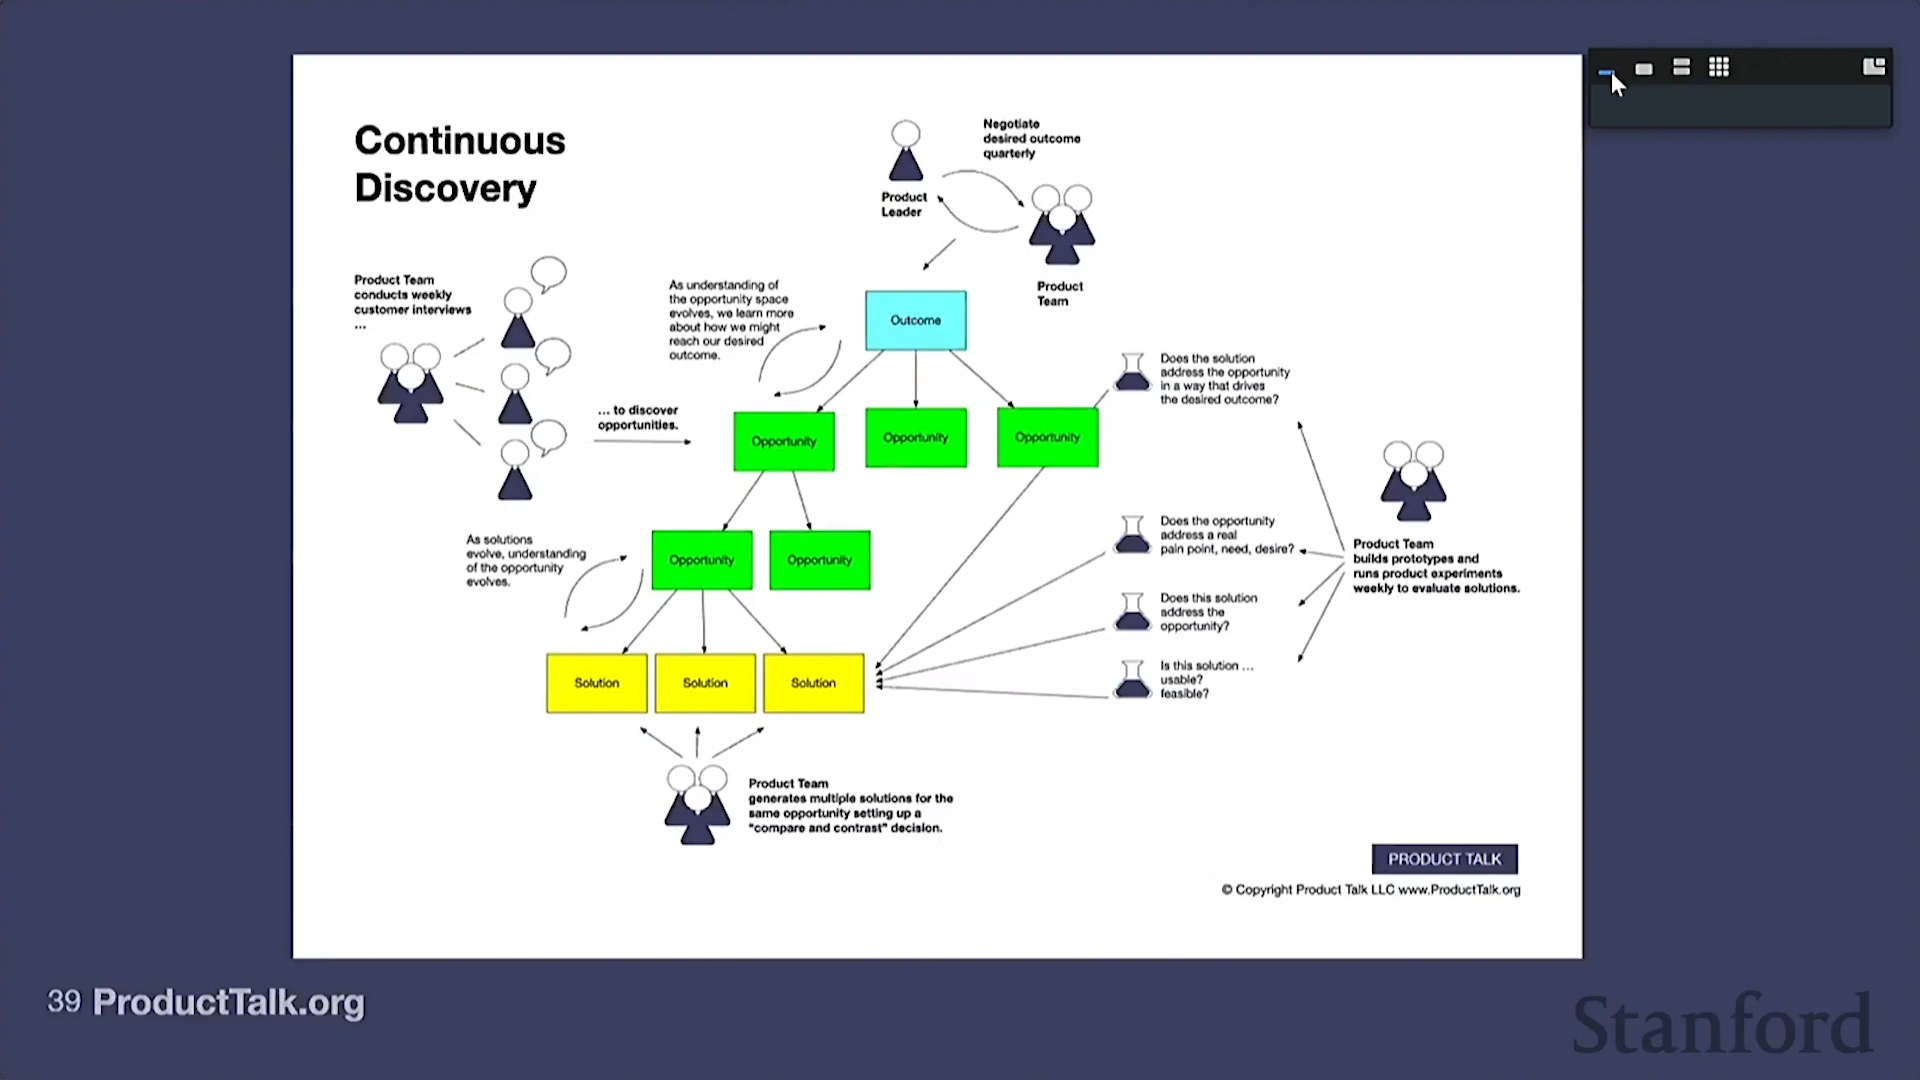 Continuous
Discovery
Negotiate
desired outcome
quarterly
Product
Leader
Product
Team
Product Team
conducts weekly
customer interviews
...
... to discover
opportunities.
As understanding of
the opportunity space
evolves, we learn more
about how we might
reach our desired
outcome.
Outcome
Opportunity
Opportunity
Opportunity
Does the solution
address the opportunity
in a way that drives
the desired outcome?
As solutions
evolve, understanding
of the opportunity
evolves.
Opportunity
Opportunity
Does the opportunity
address a real
pain point, need, desire?
Product Team
builds prototypes and
runs product experiments
weekly to evaluate solutions.
Does this solution
address the
opportunity?
Is this solution ...
usable?
feasible?
Solution
Solution
Solution
Product Team
generates multiple solutions for the
same opportunity setting up a
"compare and contrast" decision.
PRODUCT TALK
© Copyright Product Talk LLC www.ProductTalk.org
39 ProductTalk.org
Stanford